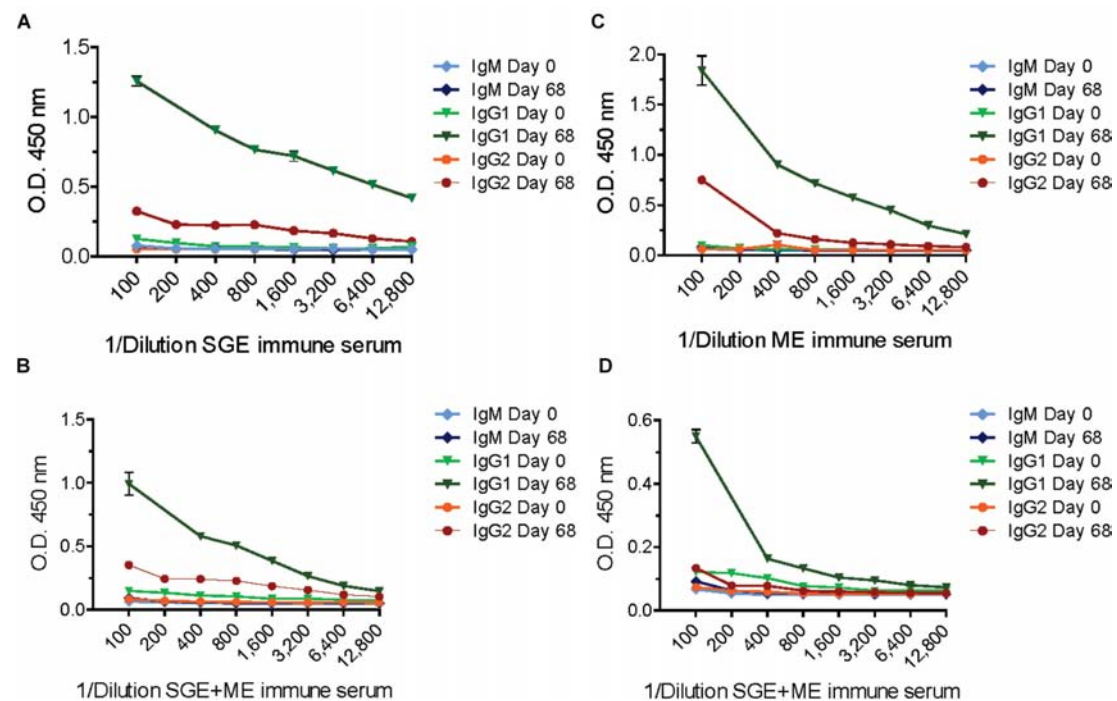 A
O.D. 450 nm
1.5
1.0
0.5
0.0
100
200
400
800
1,600
3,200
6,400
12,800
1/Dilution SGE immune serum
IgM Day 0
IgM Day 68
IgG1 Day 0
IgG1 Day 68
IgG2 Day 0
IgG2 Day 68
C
O.D. 450 nm
2.0
1.5
1.0
0.5
0.0
100
200
400
800
1,600
3,200
6,400
12,800
1/Dilution ME immune serum
IgM Day 0
IgM Day 68
IgG1 Day 0
IgG1 Day 68
IgG2 Day 0
IgG2 Day 68
B
O.D. 450 nm
1.5
1.0
0.5
0.0
100
200
400
800
1,600
3,200
6,400
12,800
1/Dilution SGE+ME immune serum
IgM Day 0
IgM Day 68
IgG1 Day 0
IgG1 Day 68
IgG2 Day 0
IgG2 Day 68
D
O.D. 450 nm
0.6
0.4
0.2
0.0
100
200
400
800
1,600
3,200
6,400
12,800
1/Dilution SGE+ME immune serum
IgM Day 0
IgM Day 68
IgG1 Day 0
IgG1 Day 68
IgG2 Day 0
IgG2 Day 68